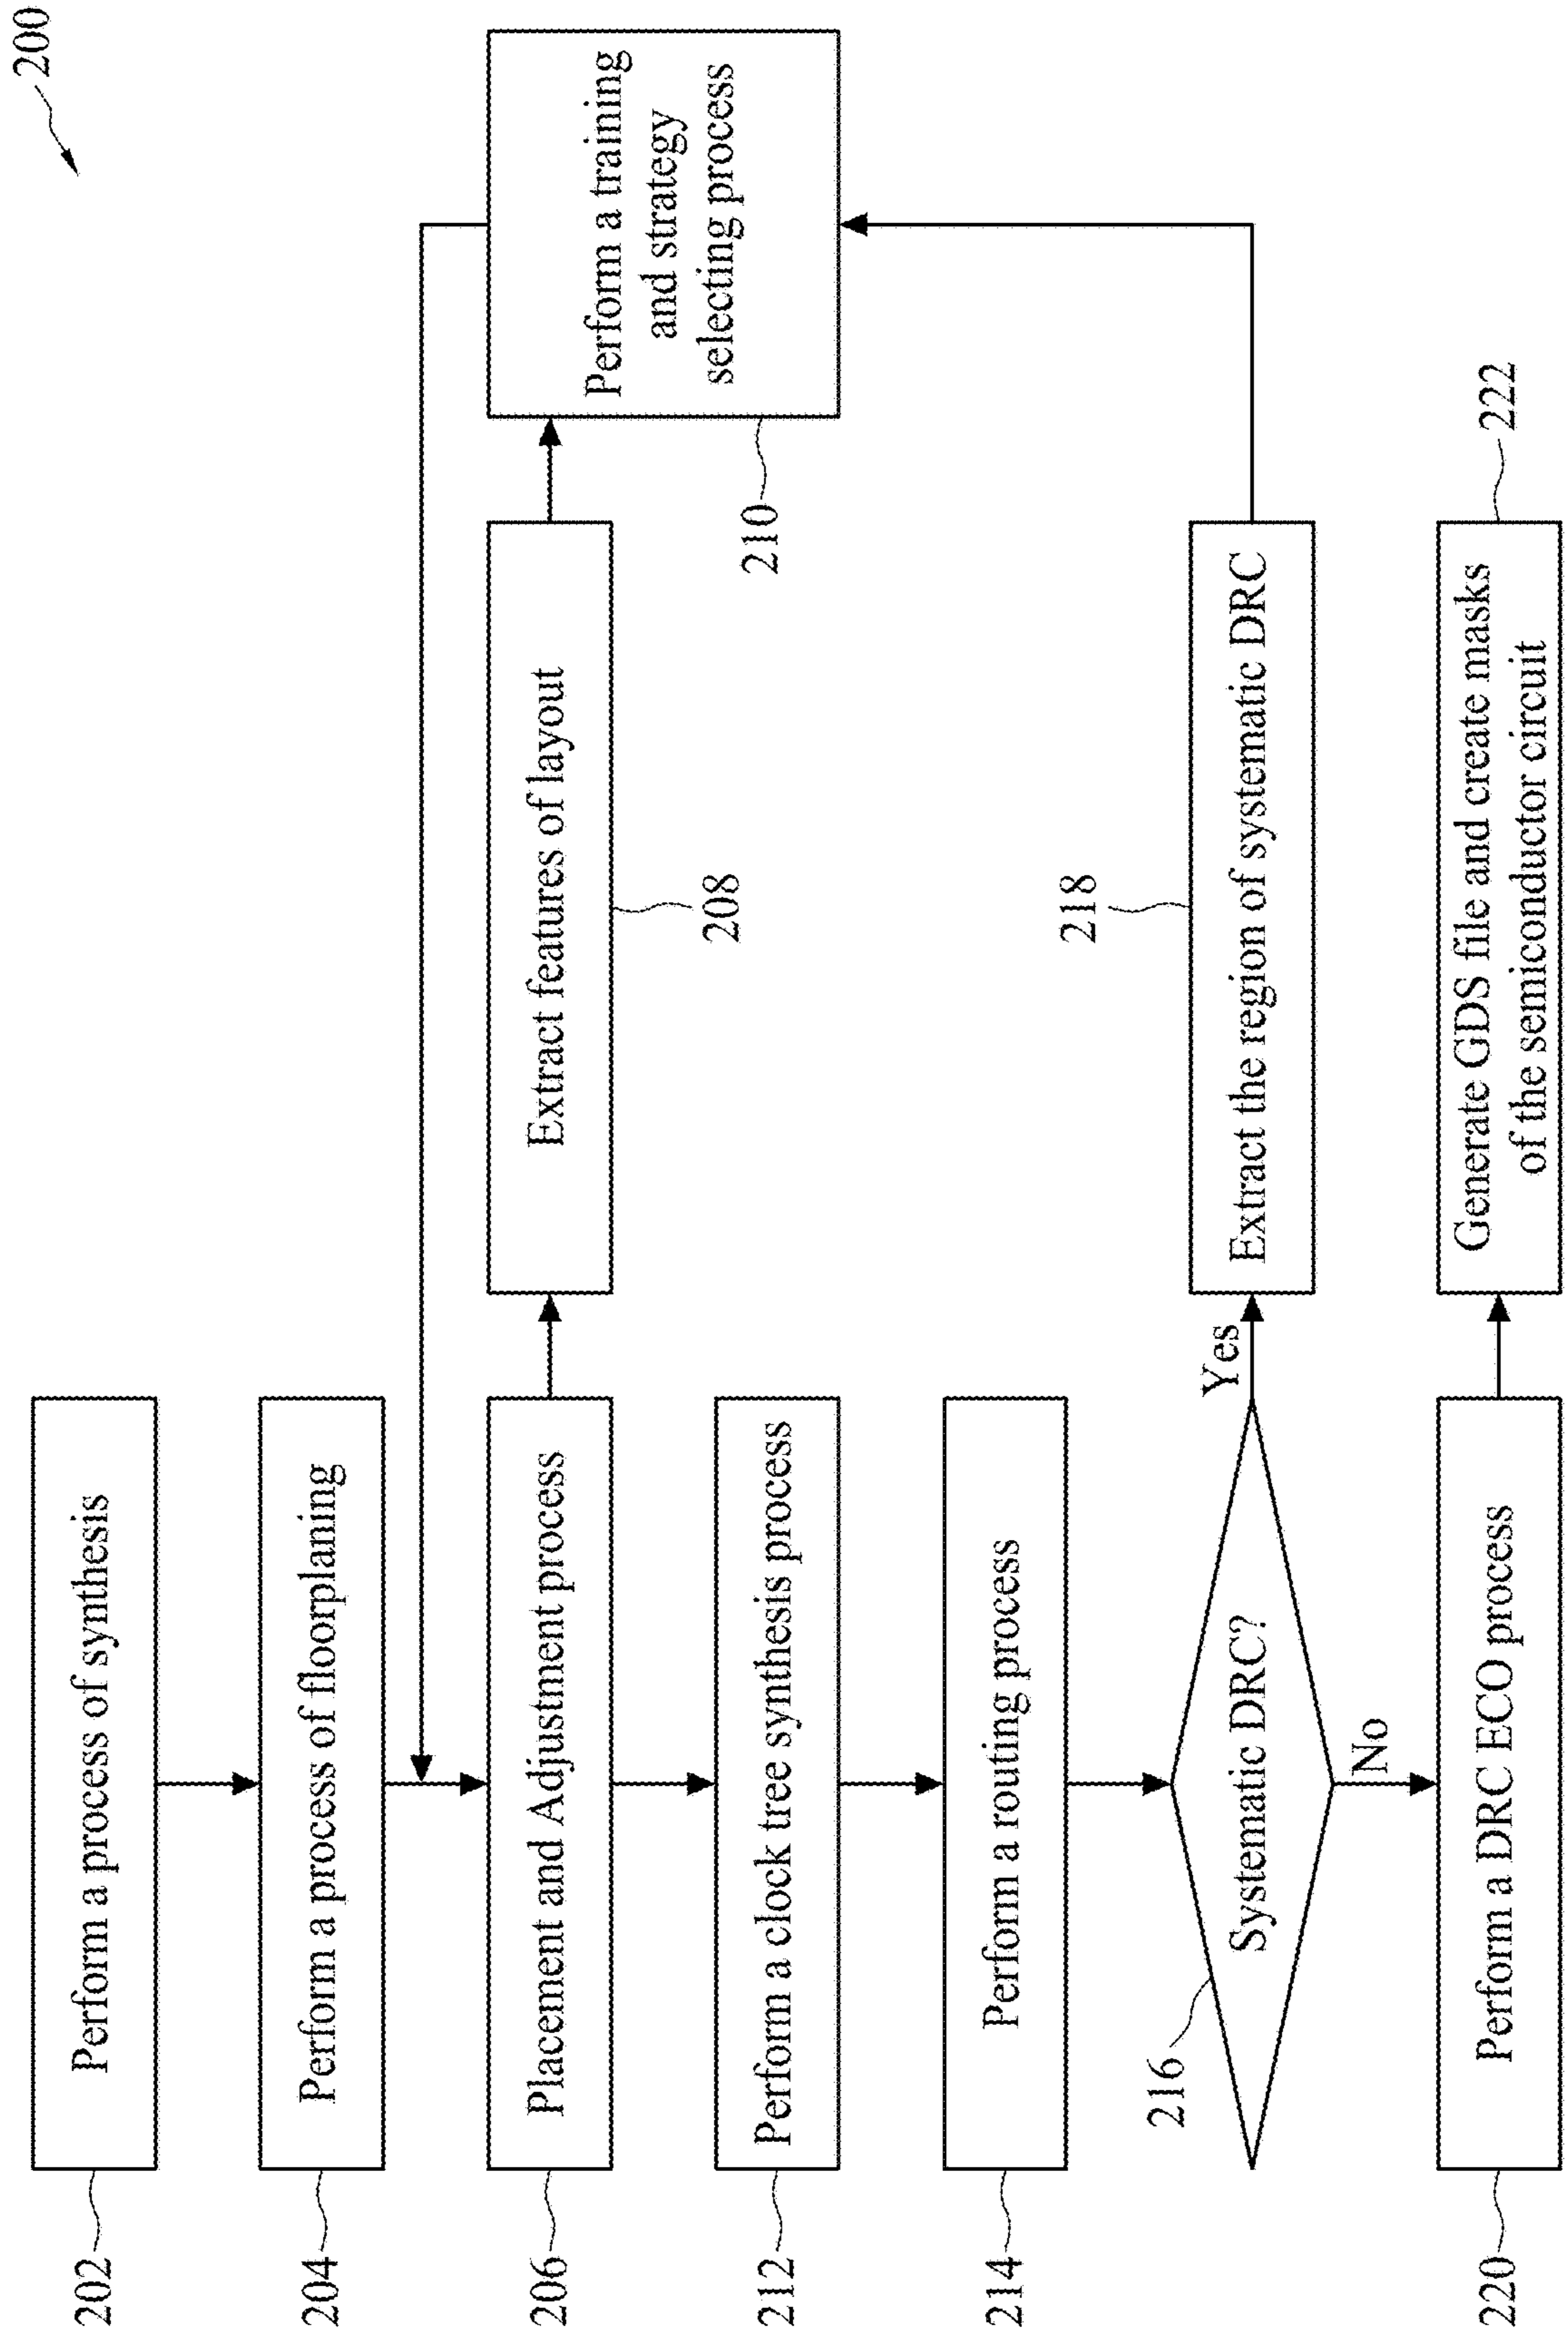 200
202
Perform a process of synthesis
204
Perform a process of floorplaning
206
Placement and Adjustment process
Extract features of layout
208
Perform a training
and strategy
selecting process
210
212
Perform a clock tree synthesis process
214
Perform a routing process
216
Systematic DRC?
Yes
Extract the region of systematic DRC
218
No
220
Perform a DRC ECO process
Generate GDS file and create masks
of the semiconductor circuit
222